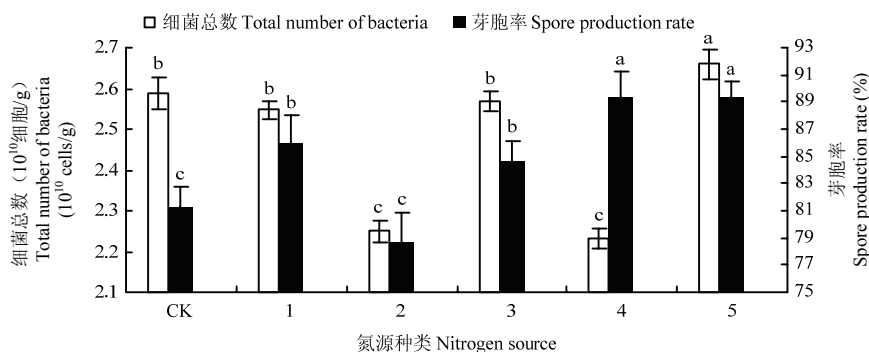 细菌总数 Total number of bacteria 芽胞率 Spore production rate
细菌总数（10¹⁰细胞/g）
Total number of bacteria
(10¹⁰ cells/g)
2.7
2.6
2.5
2.4
2.3
2.2
2.1
b
c
b
b
c
c
b
b
c
a
a
a
93
91
89
87
85
83
81
79
77
75
芽胞率
Spore production rate (%)
CK 1 2 3 4 5
氮源种类 Nitrogen source